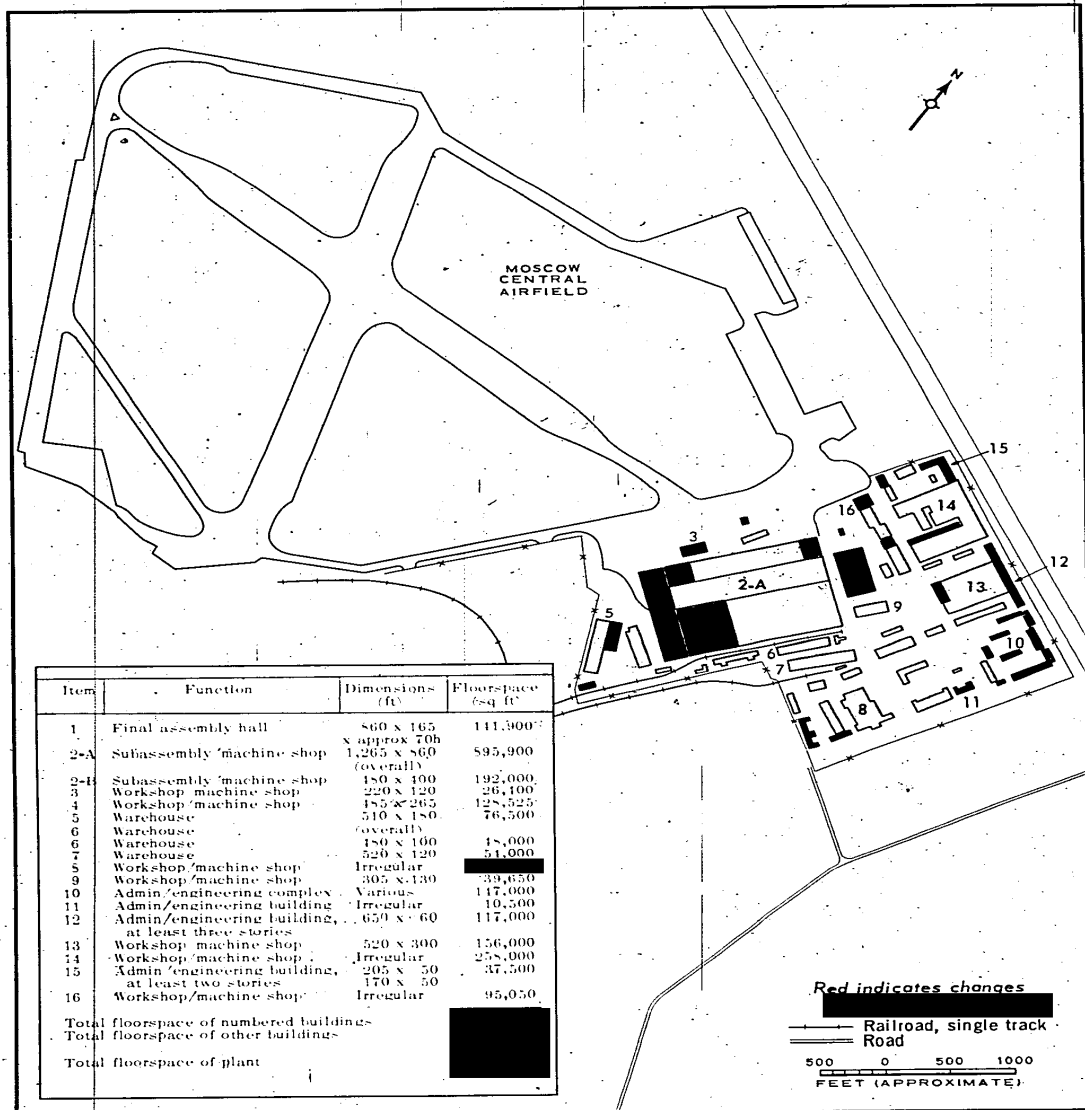 N
MOSCOW
CENTRAL
AIRFIELD
15
16
14
3
12
2-A
13
9
5
10
6
7
11
8
Item Function Dimensions (ft) Floorspace (sq ft)
1 Final assembly hall 860 x 165 141,900
x approx 70h
2-A Subassembly/machine shop 1,265 x 860 895,900
(overall)
2-B Subassembly/machine shop 480 x 400 192,000
3 Workshop/machine shop 220 x 120 26,400
4 Workshop/machine shop 485 x 265 128,525
5 Warehouse 510 x 180 76,500
6 Warehouse (overall)
6 Warehouse 480 x 100 48,000
7 Warehouse 520 x 120 54,000
8 Workshop/machine shop Irregular
9 Workshop/machine shop 305 x 130 39,650
10 Admin/engineering complex Various 147,000
11 Admin/engineering building Irregular 10,500
12 Admin/engineering building, 650 x 60 117,000
at least three stories
13 Workshop/machine shop 520 x 300 156,000
14 Workshop/machine shop Irregular 258,000
15 Admin/engineering building, 205 x 50 37,500
at least two stories 170 x 50
16 Workshop/machine shop Irregular 95,050
Total floorspace of numbered buildings
Total floorspace of other buildings
Total floorspace of plant
Red indicates changes
Railroad, single track
Road
500 0 500 1000
FEET (APPROXIMATE)